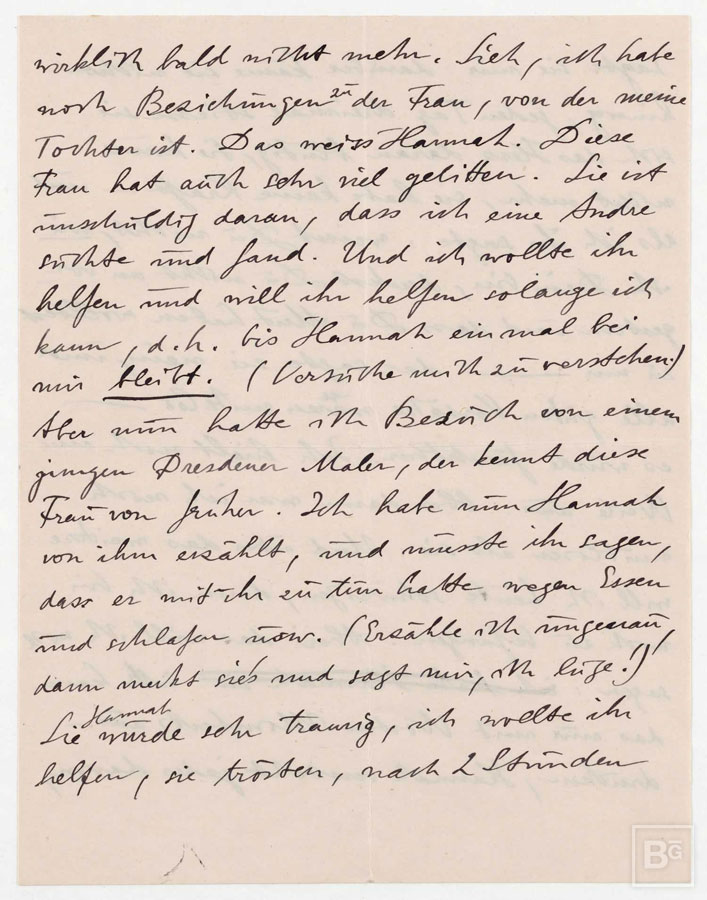 wirklich bald nicht mehr. Sieh, ich habe
noch Beziehungen zu der Frau, von der meine
Tochter ist. Das weiss Hannah. Diese
Frau hat auch sehr viel gelitten. Sie ist
unschuldig daran, dass ich eine Andre
suchte und fand. Und ich wollte ihr
helfen und will ihr helfen solange ich
kann, d.h. bis Hannah einmal bei
mir bleibt. (Versuche mich zu verstehen.)
Aber nun hatte ich Besuch von einem
jungen Dresdener Maler, der kennt diese
Frau von früher. Ich habe nun Hannah
von ihm erzählt, und musste ihr sagen,
dass er mit ihr zu tun hatte wegen Essen
und schlafen usw. (Erzähle ich ungenau,
dann merkt sie's und sagt mir, ich lüge!)
Sie Hannah wurde sehr traurig, ich wollte ihr
helfen, sie trösten, nach 2 Stunden
BG